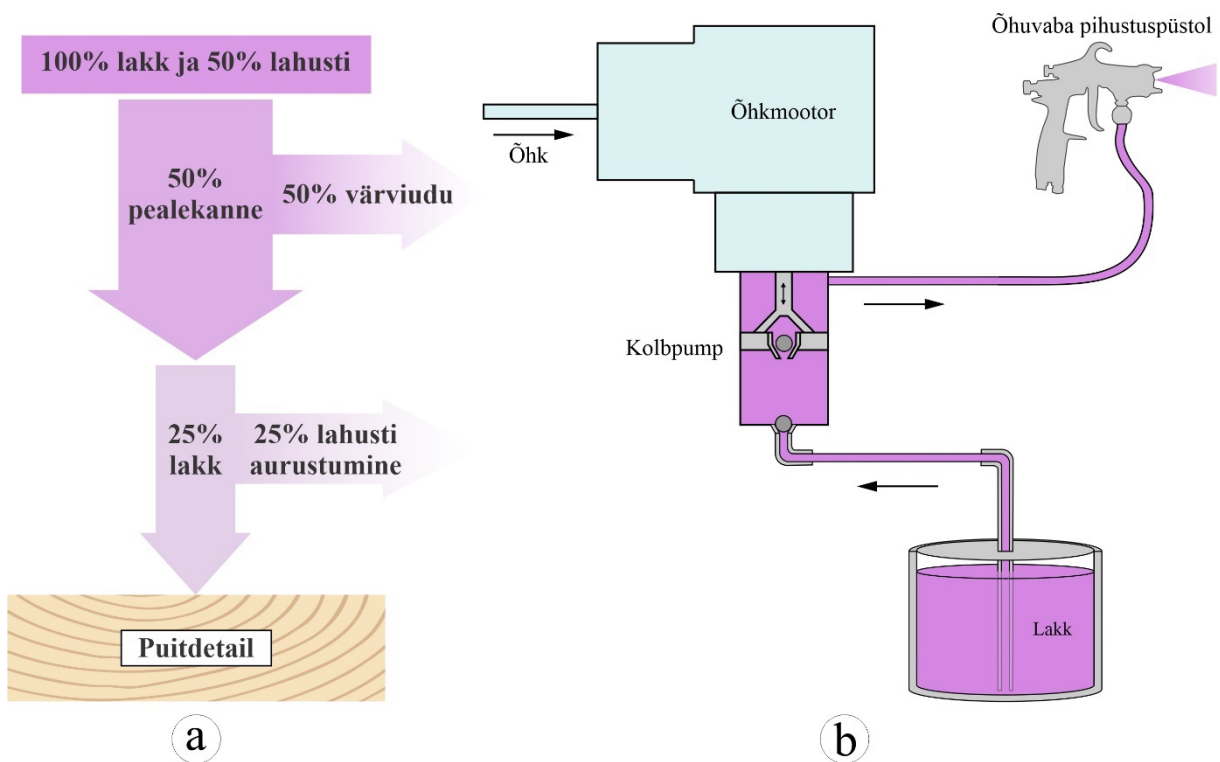 100% lakk ja 50% lahusti
50%
pealekanne
50% värviudu
25%
lakk
25% lahusti
aurustumine
Puitdetail
a
Õhuvaba pihustuspüstol
Õhkmootor
Õhk
Kolbpump
Lakk
b